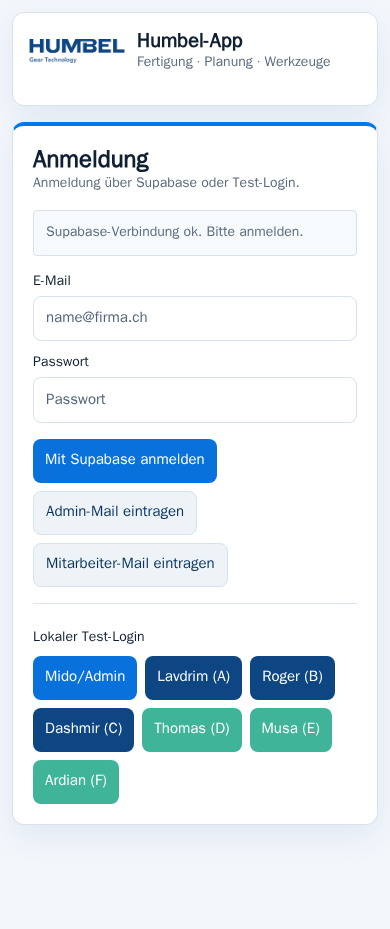 HUMBEL
Gear Technology
Humbel-App
Fertigung · Planung · Werkzeuge
Anmeldung
Anmeldung über Supabase oder Test-Login.
Supabase-Verbindung ok. Bitte anmelden.
E-Mail
name@firma.ch
Passwort
Passwort
Mit Supabase anmelden
Admin-Mail eintragen
Mitarbeiter-Mail eintragen
Lokaler Test-Login
Mido/Admin Lavdrim (A) Roger (B)
Dashmir (C) Thomas (D) Musa (E)
Ardian (F)